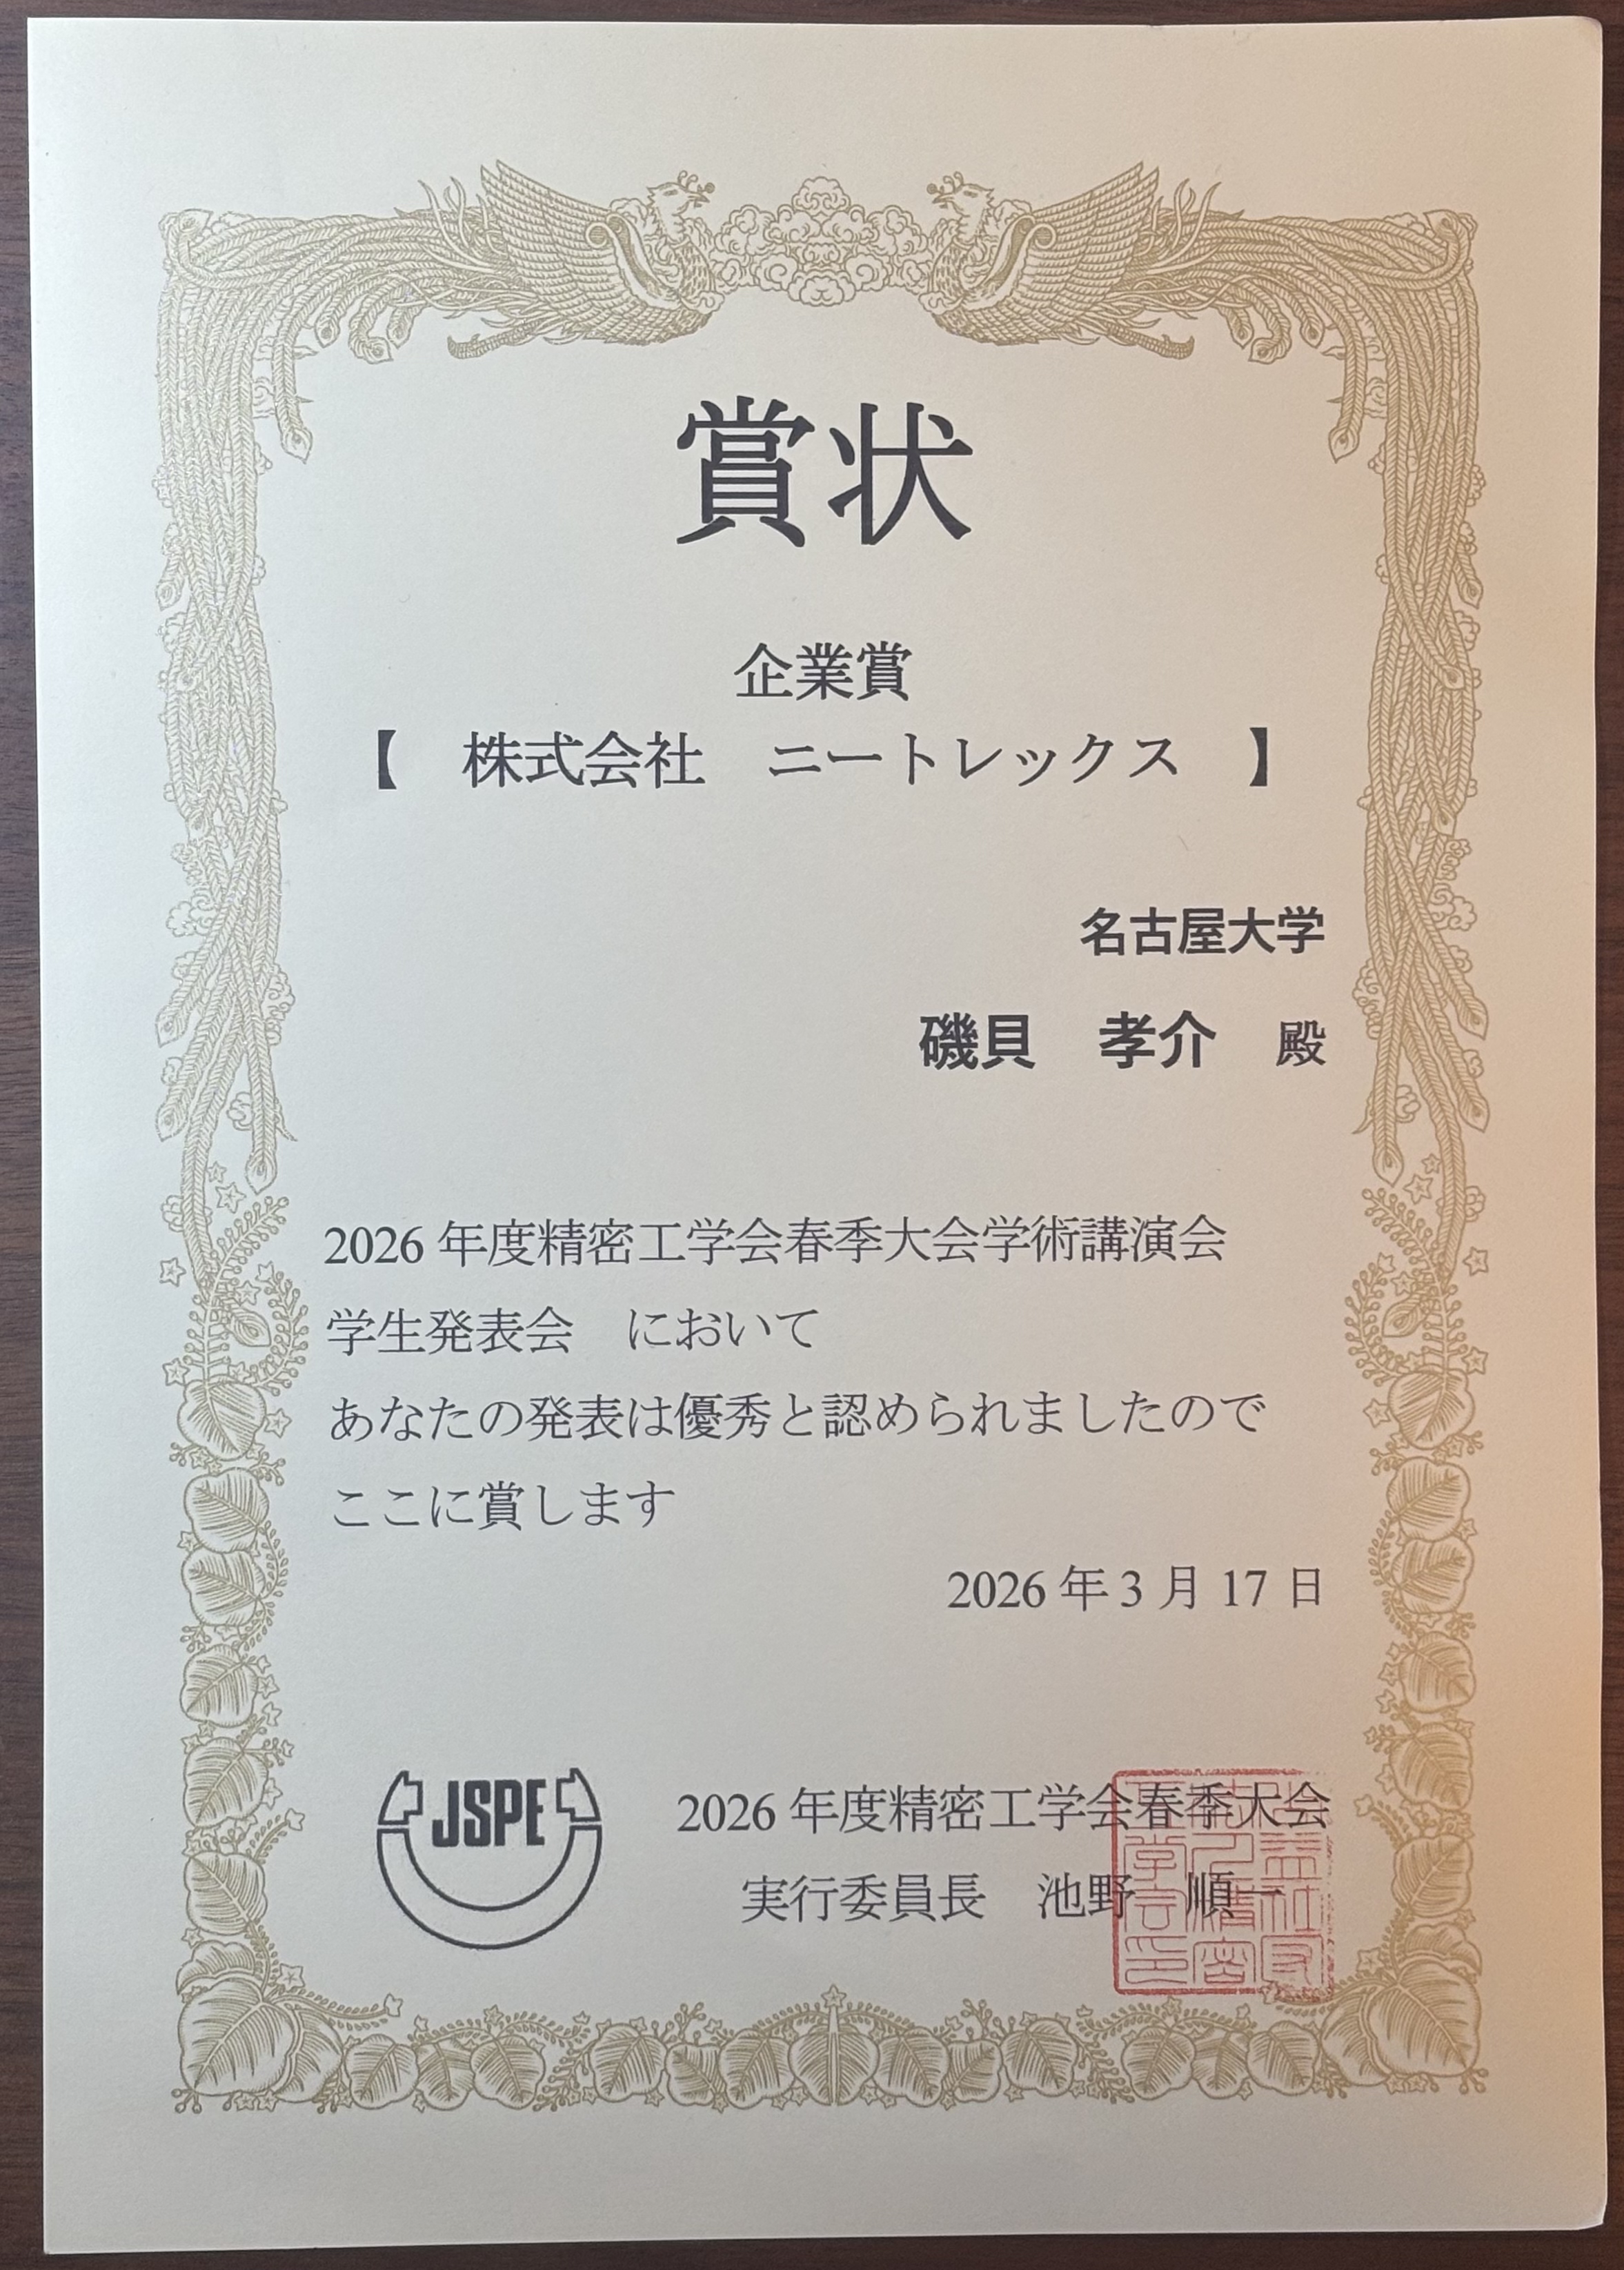 賞状
企業賞
【　株式会社　ニートレックス　】
名古屋大学
磯貝　孝介　殿
2026 年度精密工学会春季大会学術講演会
学生発表会　において
あなたの発表は優秀と認められましたので
ここに賞します
2026 年 3 月 17 日
JSPE
2026 年度精密工学会春季大会
実行委員長　池野　順一